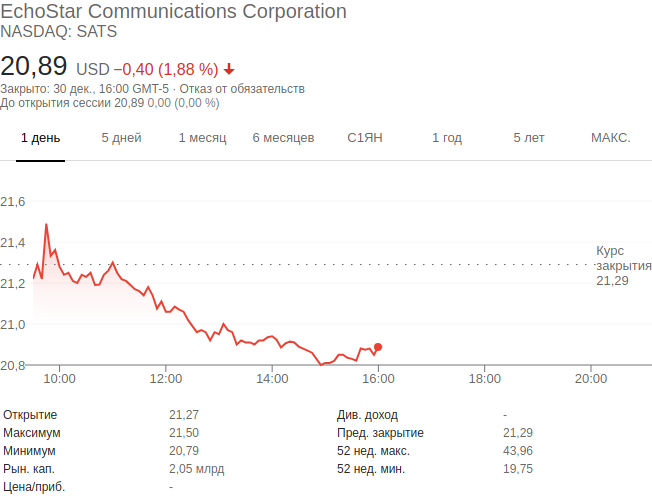 EchoStar Communications Corporation
NASDAQ: SATS
20,89 USD −0,40 (1,88 %)
Закрыто: 30 дек., 16:00 GMT-5 · Отказ от обязательств
До открытия сессии 20,89 0,00 (0,00 %)
1 день 5 дней 1 месяц 6 месяцев С1ЯН 1 год 5 лет МАКС.
21,6
21,4
21,2
21,0
20,8
Курс
закрытия
21,29
10:00 12:00 14:00 16:00 18:00 20:00
Открытие 21,27 Див. доход -
Максимум 21,50 Пред. закрытие 21,29
Минимум 20,79 52 нед. макс. 43,96
Рын. кап. 2,05 млрд 52 нед. мин. 19,75
Цена/приб. -